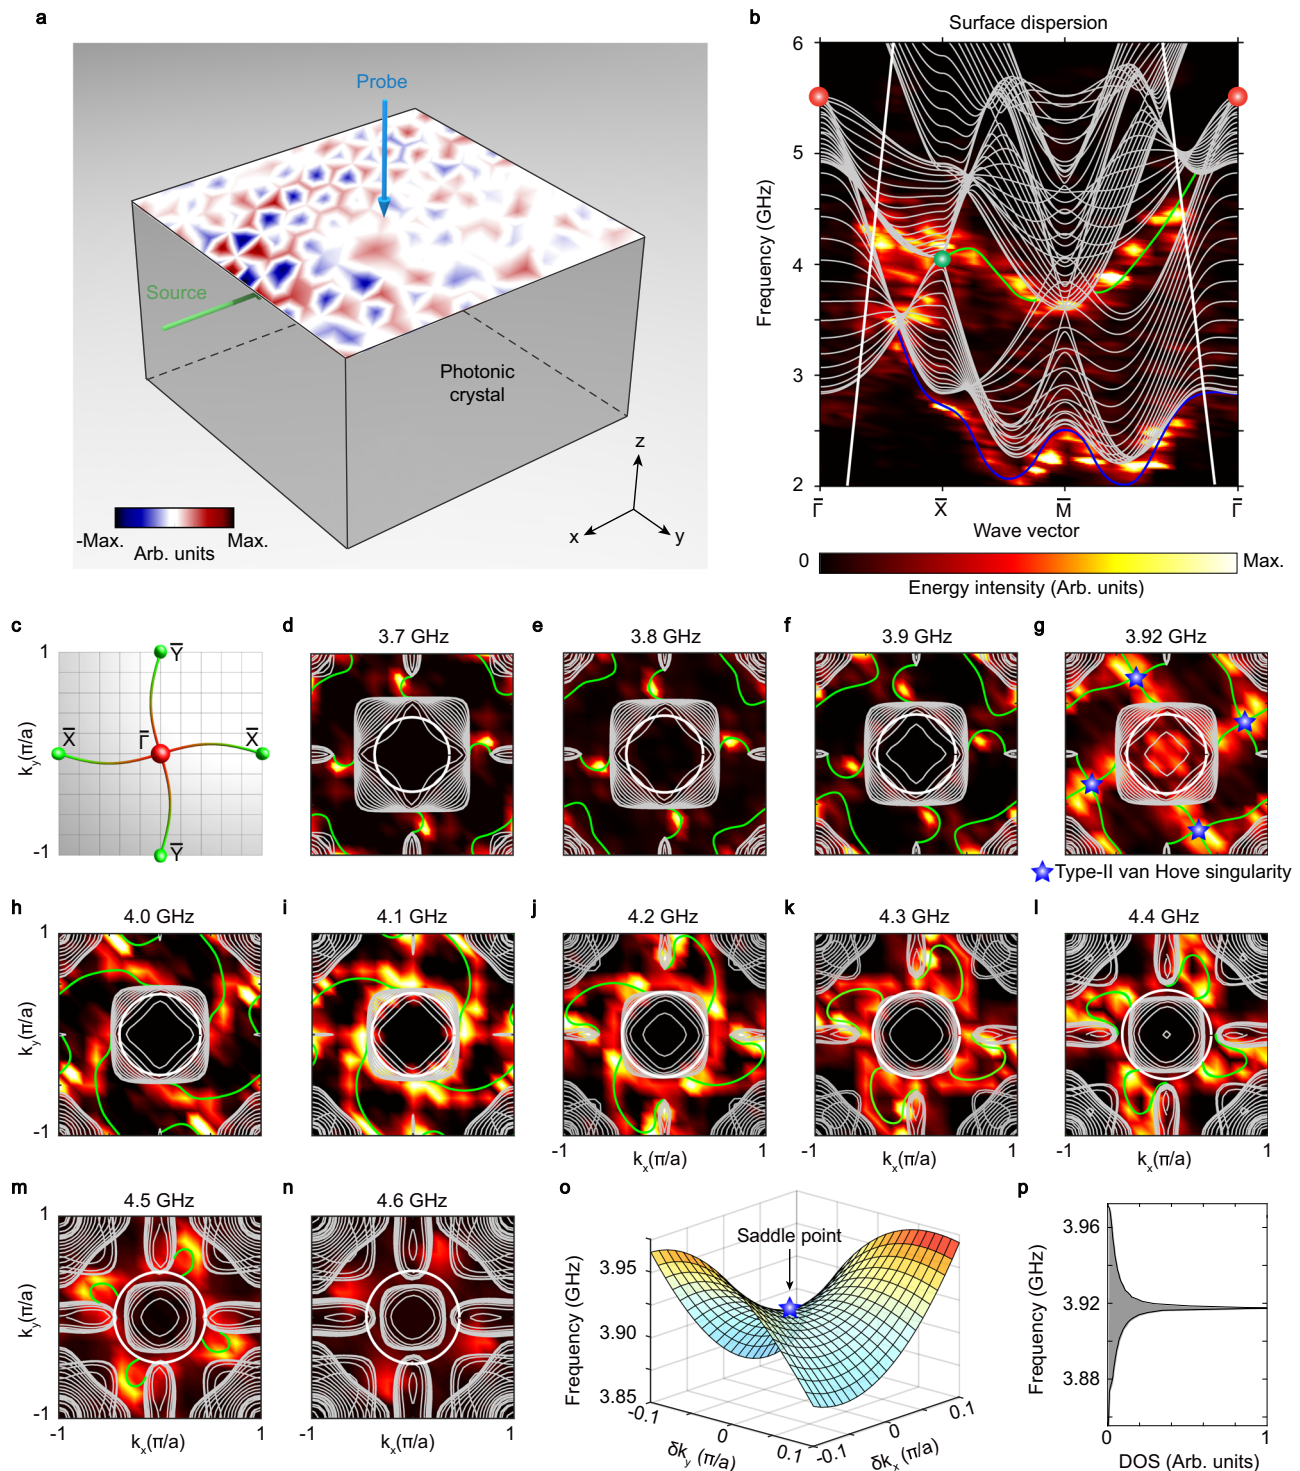 a
Probe
Source
Photonic
crystal
-Max.
Max.
Arb. units
x
y
z
b
Surface dispersion
Frequency (GHz)
6
5
4
3
2
Γ̅
X̅
M̅
Γ̅
Wave vector
0
Max.
Energy intensity (Arb. units)
c
k_y(π/a)
1
-1
Y̅
X̅
Γ̅
X̅
Y̅
d
3.7 GHz
e
3.8 GHz
f
3.9 GHz
g
3.92 GHz
Type-II van Hove singularity
h
4.0 GHz
k_y(π/a)
1
-1
-1
1
i
4.1 GHz
j
4.2 GHz
-1
k_x(π/a)
1
k
4.3 GHz
-1
k_x(π/a)
1
l
4.4 GHz
-1
k_x(π/a)
1
m
4.5 GHz
k_y(π/a)
1
-1
-1
k_x(π/a)
1
n
4.6 GHz
-1
k_x(π/a)
1
o
Saddle point
Frequency (GHz)
3.95
3.90
3.85
-0.1
0
0.1
δk_y (π/a)
-0.1
0
0.1
δk_x (π/a)
p
Frequency (GHz)
3.96
3.92
3.88
0
1
DOS (Arb. units)